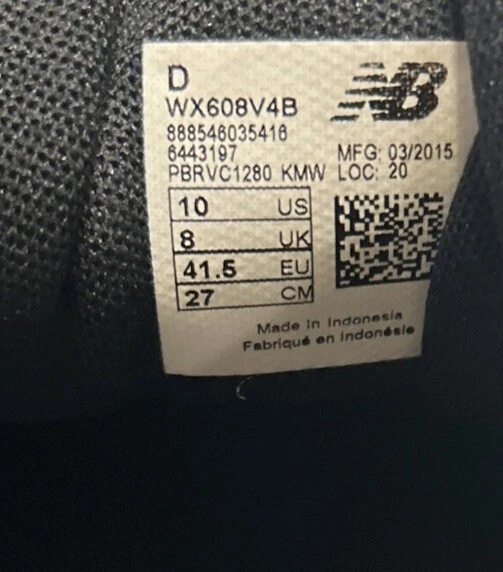 D
NB
WX608V4B
888546035416
6443197 MFG: 03/2015
PBRVC1280 KMW LOC: 20
10 US
8 UK
41.5 EU
27 CM
Made in Indonesia
Fabriqué en Indonésie